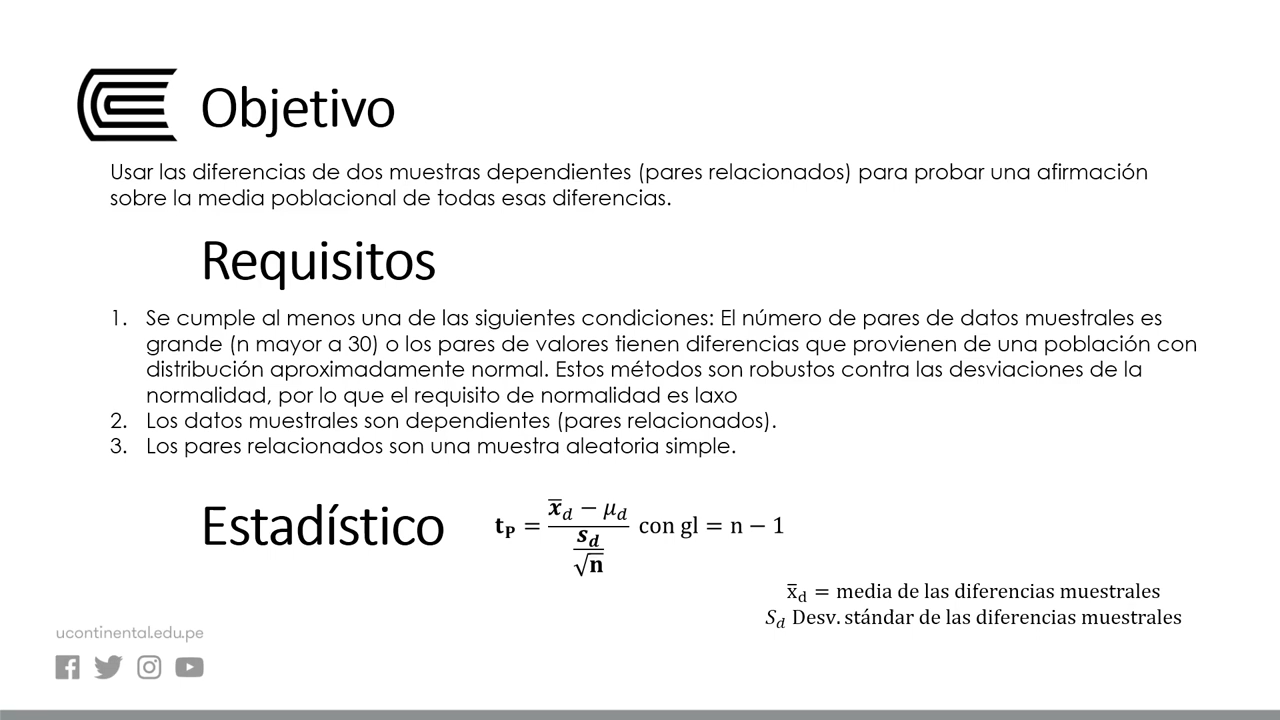 Objetivo
Usar las diferencias de dos muestras dependientes (pares relacionados) para probar una afirmación
sobre la media poblacional de todas esas diferencias.
Requisitos
1. Se cumple al menos una de las siguientes condiciones: El número de pares de datos muestrales es
grande (n mayor a 30) o los pares de valores tienen diferencias que provienen de una población con
distribución aproximadamente normal. Estos métodos son robustos contra las desviaciones de la
normalidad, por lo que el requisito de normalidad es laxo
2. Los datos muestrales son dependientes (pares relacionados).
3. Los pares relacionados son una muestra aleatoria simple.
Estadístico
t_P = (x̅_d − μ_d) / (s_d / √n) con gl = n − 1
x̅_d = media de las diferencias muestrales
S_d Desv. stándar de las diferencias muestrales
ucontinental.edu.pe